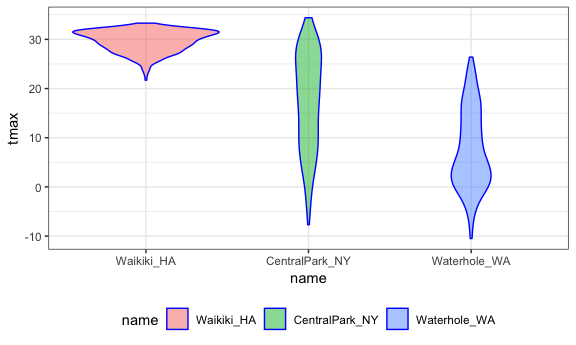 30
20
10
0
-10
tmax
Waikiki_HA CentralPark_NY Waterhole_WA
name
name Waikiki_HA CentralPark_NY Waterhole_WA